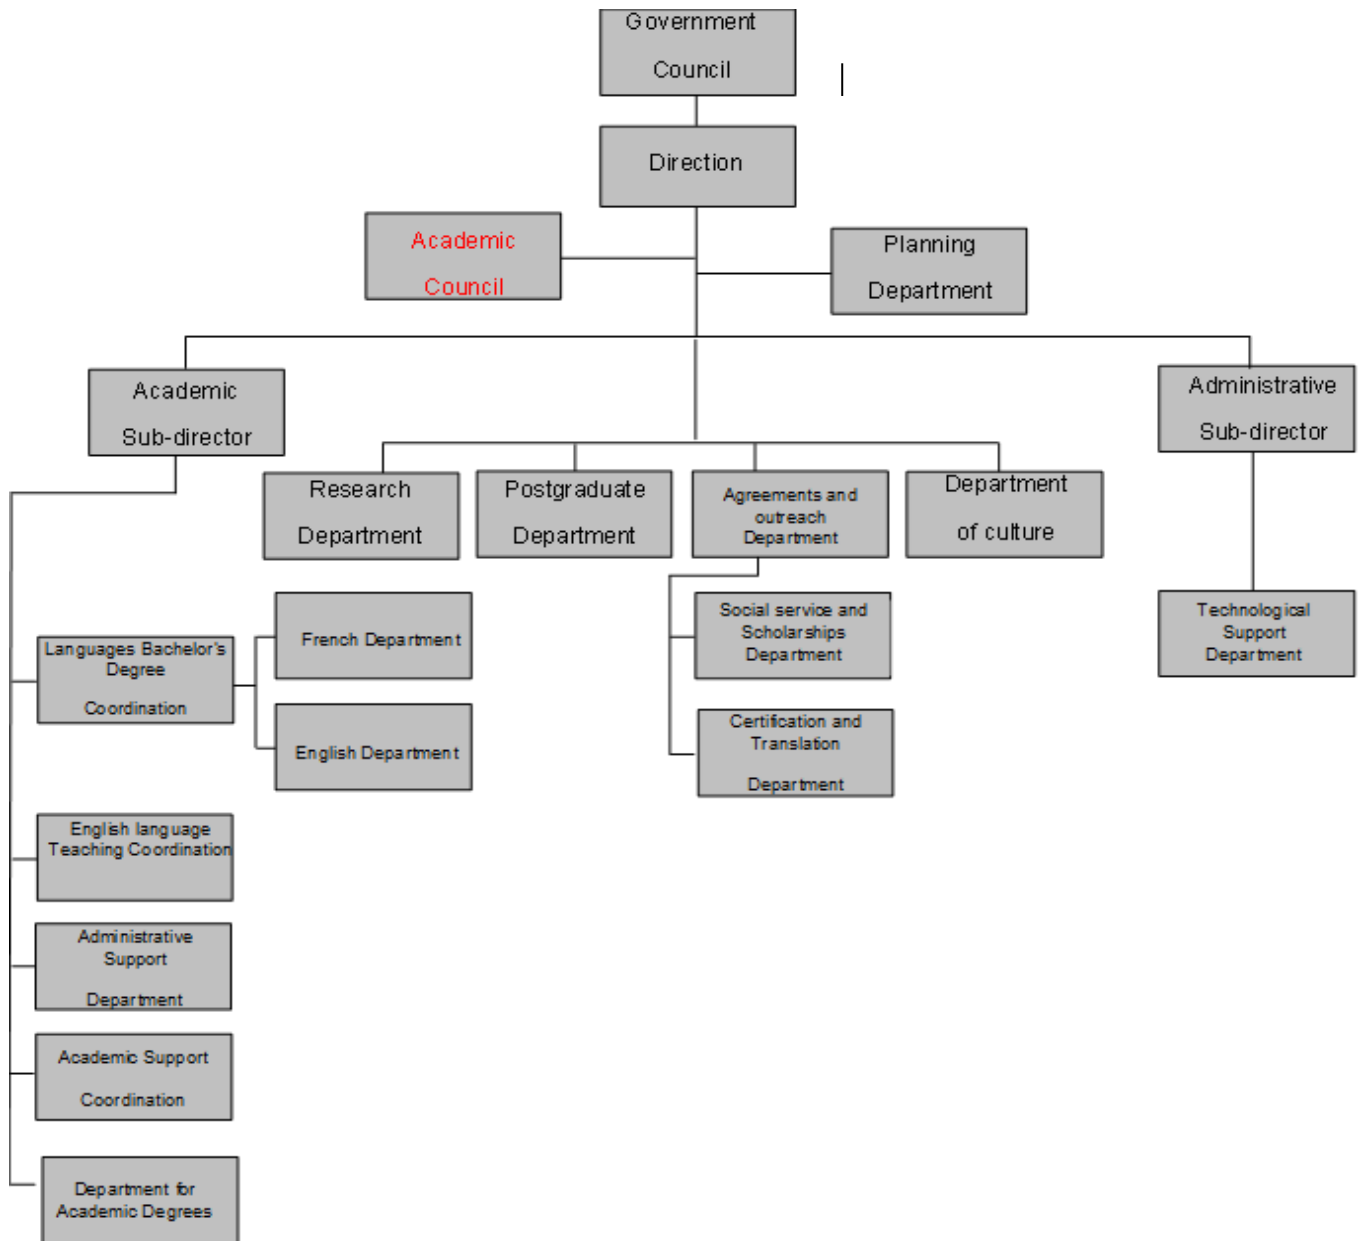 Government
Council
Direction
Academic
Council
Planning
Department
Academic
Sub-director
Administrative
Sub-director
Research
Department
Postgraduate
Department
Agreements and
outreach
Department
Department
of culture
French Department
Social service and
Scholarships
Department
Technological
Support
Department
Languages Bachelor's
Degree
Coordination
English Department
Certification and
Translation
Department
English language
Teaching Coordination
Administrative
Support
Department
Academic Support
Coordination
Department for
Academic Degrees